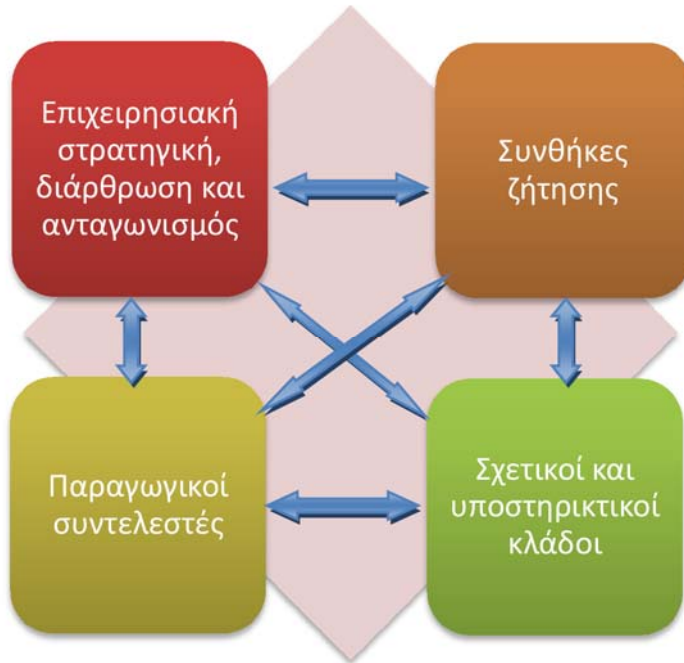 Επιχειρησιακή
στρατηγική,
διάρθρωση και
ανταγωνισμός
Συνθήκες
ζήτησης
Παραγωγικοί
συντελεστές
Σχετικοί και
υποστηρικτικοί
κλάδοι